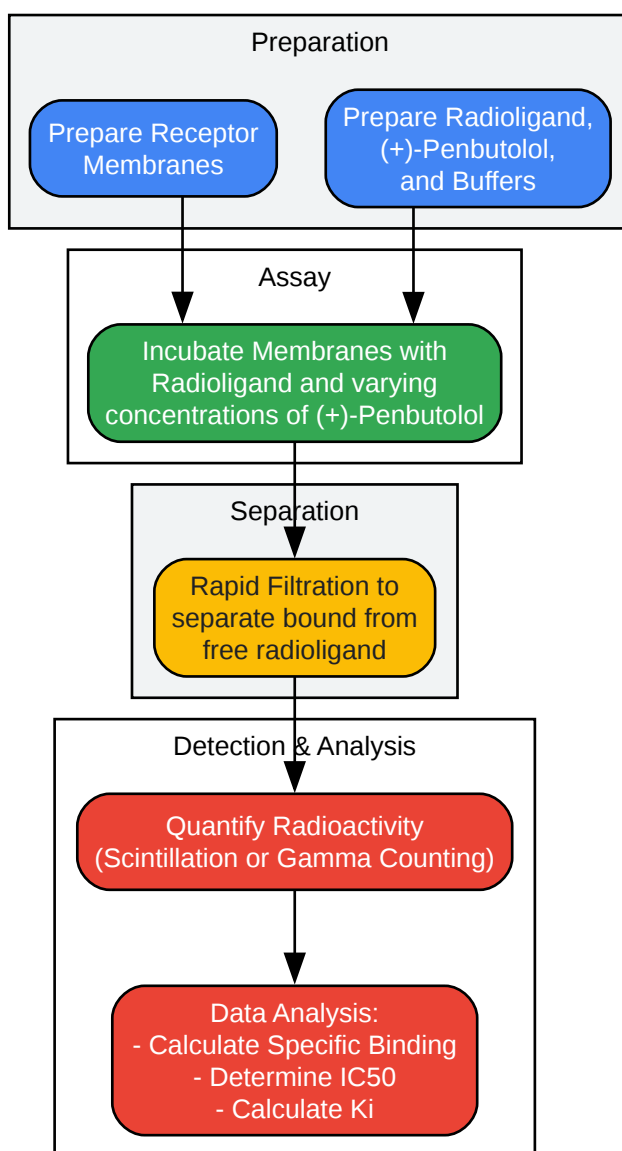 Preparation
Prepare Receptor
Membranes
Prepare Radioligand,
(+)-Penbutolol,
and Buffers
Assay
Incubate Membranes with
Radioligand and varying
concentrations of (+)-Penbutolol
Separation
Rapid Filtration to
separate bound from
free radioligand
Detection & Analysis
Quantify Radioactivity
(Scintillation or Gamma Counting)
Data Analysis:
- Calculate Specific Binding
- Determine IC50
- Calculate Ki